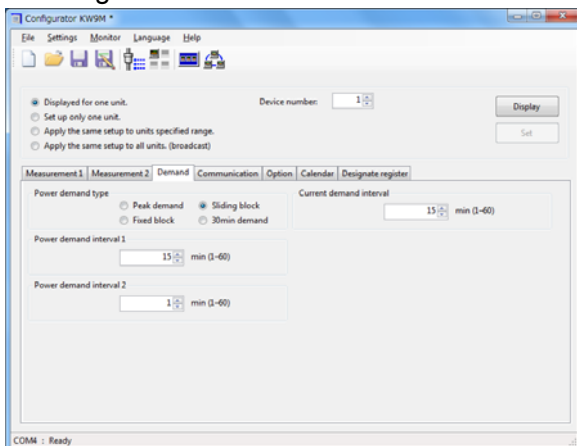 Configurator KW9M *
File Settings Monitor Language Help
Displayed for one unit.
Device number: 1
Display
Set up only one unit.
Apply the same setup to units specified range.
Set
Apply the same setup to all units. (broadcast)
Measurement1 Measurement2 Demand Communication Option Calendar Designate register
Power demand type
Peak demand Sliding block
Fixed block 30min demand
Current demand interval
15 min (1~60)
Power demand interval 1
15 min (1~60)
Power demand interval 2
1 min (1~60)
COM4 : Ready